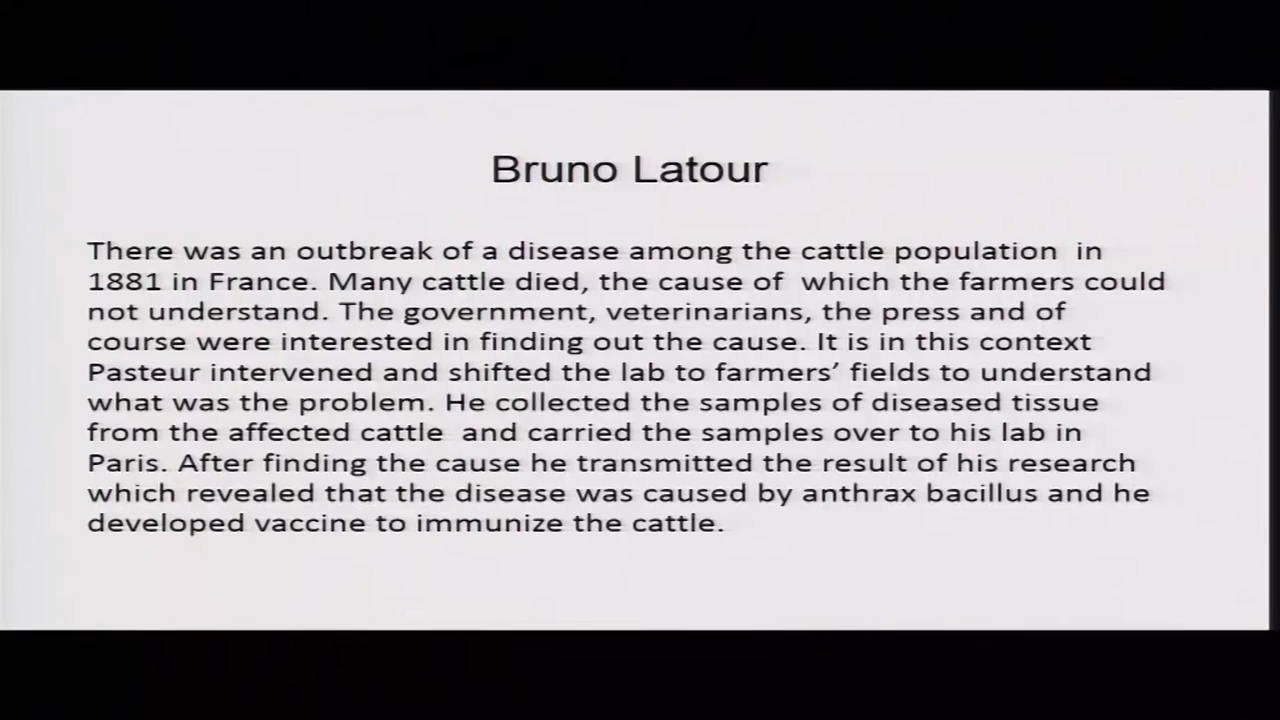 Bruno Latour
There was an outbreak of a disease among the cattle population in
1881 in France. Many cattle died, the cause of which the farmers could
not understand. The government, veterinarians, the press and of
course were interested in finding out the cause. It is in this context
Pasteur intervened and shifted the lab to farmers’ fields to understand
what was the problem. He collected the samples of diseased tissue
from the affected cattle and carried the samples over to his lab in
Paris. After finding the cause he transmitted the result of his research
which revealed that the disease was caused by anthrax bacillus and he
developed vaccine to immunize the cattle.